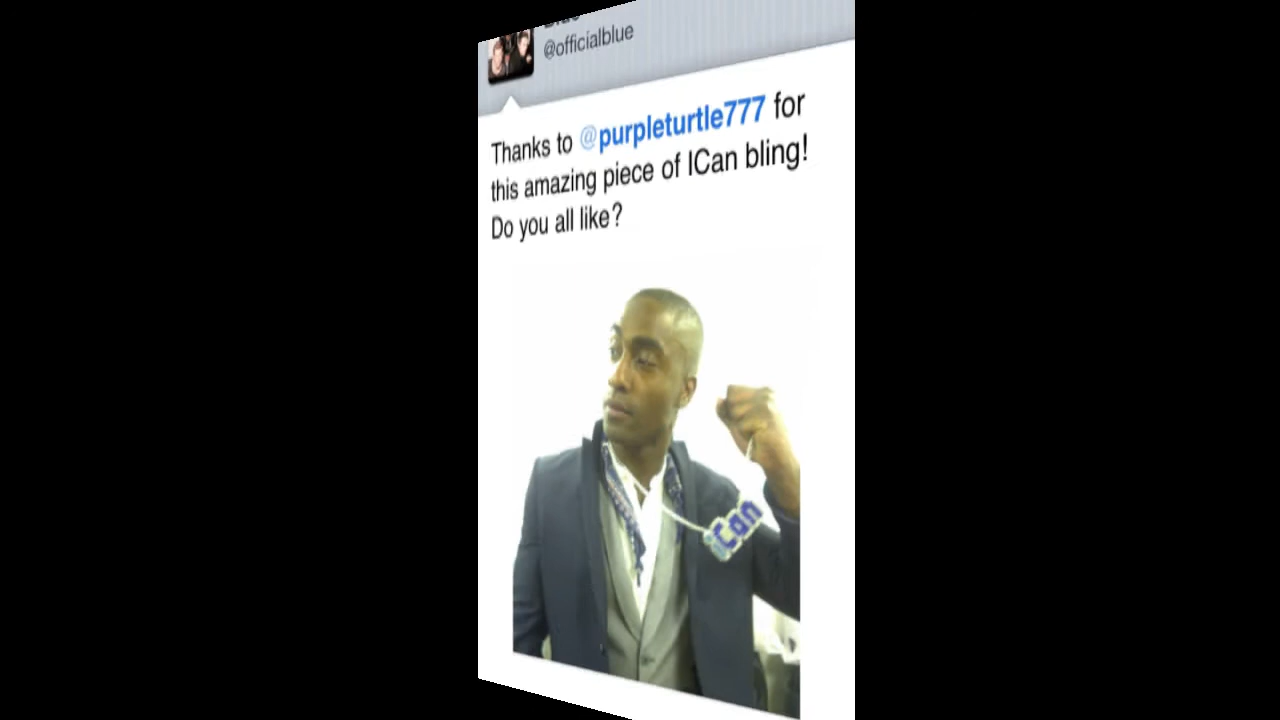 @officialblue
Thanks to @purpleturtle777 for
this amazing piece of ICan bling!
Do you all like?
iCan